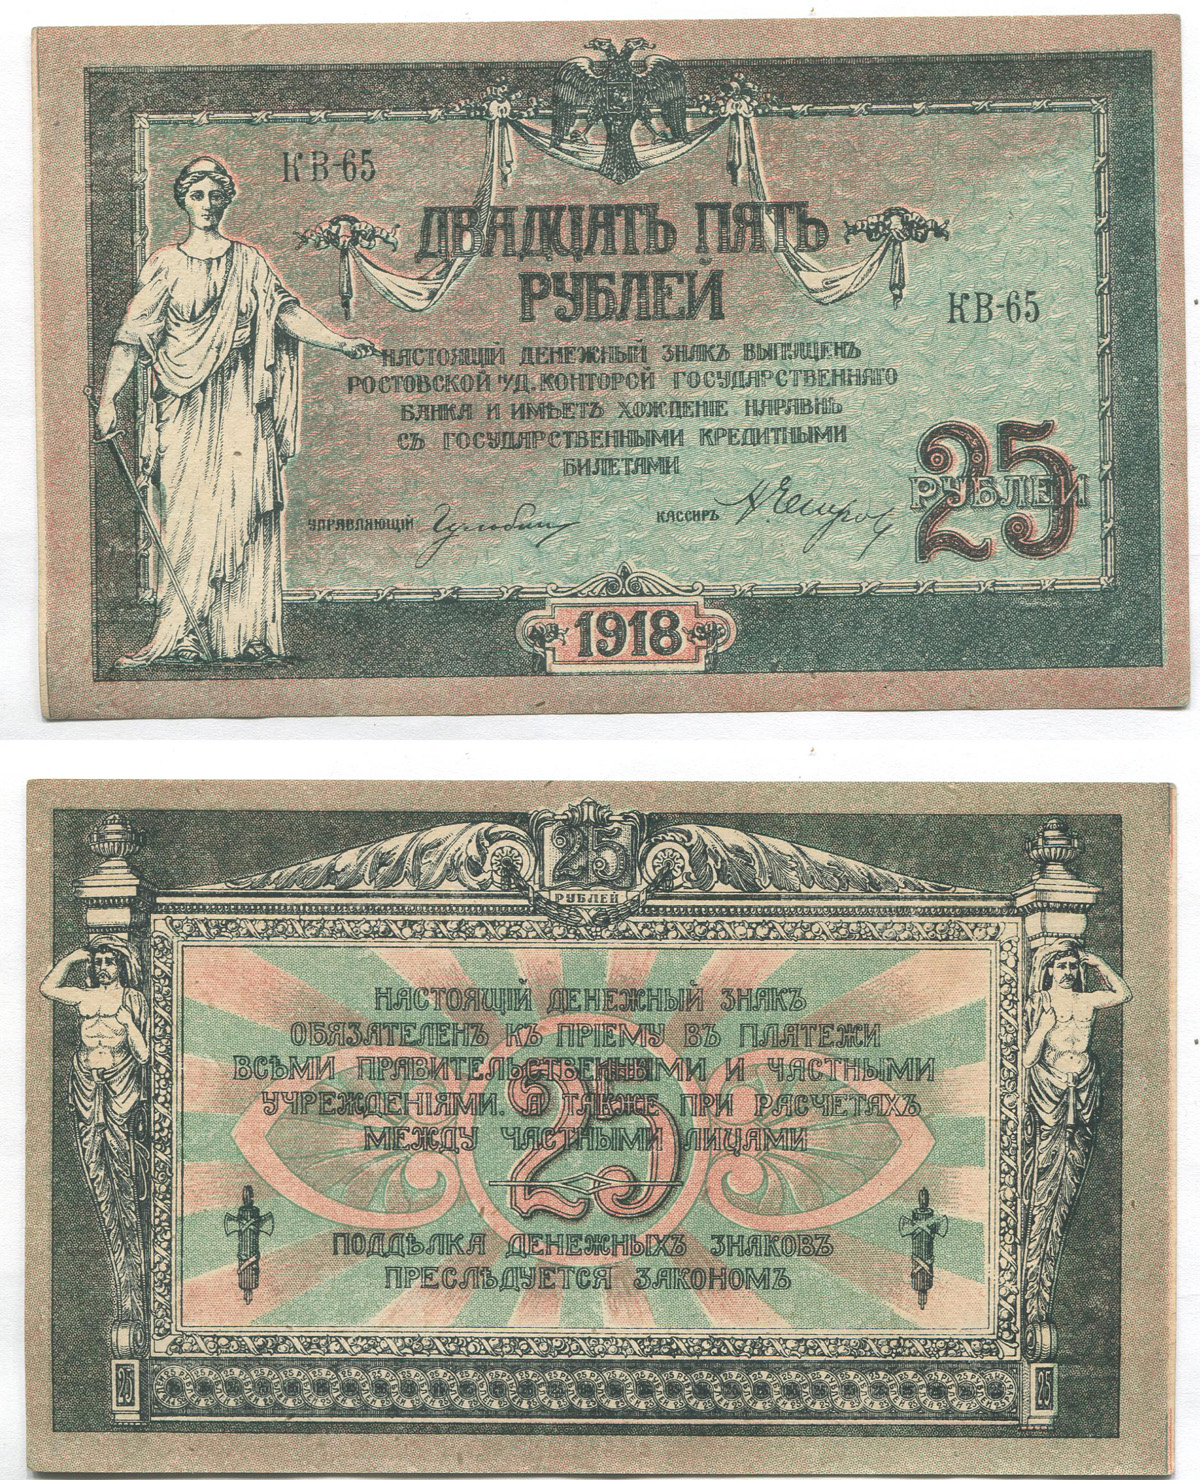 КВ-65
ДВАДЦАТЬ ПЯТЬ
РУБЛЕЙ
КВ-65
НАСТОЯЩІЙ ДЕНЕЖНЫЙ ЗНАКЪ ВЫПУЩЕНЪ
РОСТОВСКОЙ н/Д. КОНТОРОЙ ГОСУДАРСТВЕННАГО
БАНКА И ИМѢЕТЪ ХОЖДЕНІЕ НАРАВНѢ
СЪ ГОСУДАРСТВЕННЫМИ КРЕДИТНЫМИ
БИЛЕТАМИ
25
РУБЛЕЙ
УПРАВЛЯЮЩІЙ
КАССИРЪ
1918
25
РУБЛЕЙ
НАСТОЯЩІЙ ДЕНЕЖНЫЙ ЗНАКЪ
ОБЯЗАТЕЛЕНЪ КЪ ПРІЕМУ ВЪ ПЛАТЕЖИ
ВСѢМИ ПРАВИТЕЛЬСТВЕННЫМИ И ЧАСТНЫМИ
УЧРЕЖДЕНІЯМИ. А ТАКЖЕ ПРИ РАСЧЕТАХЪ
МЕЖДУ ЧАСТНЫМИ ЛИЦАМИ
25
ПОДДѢЛКА ДЕНЕЖНЫХЪ ЗНАКОВЪ
ПРЕСЛѢДУЕТСЯ ЗАКОНОМЪ
25
25